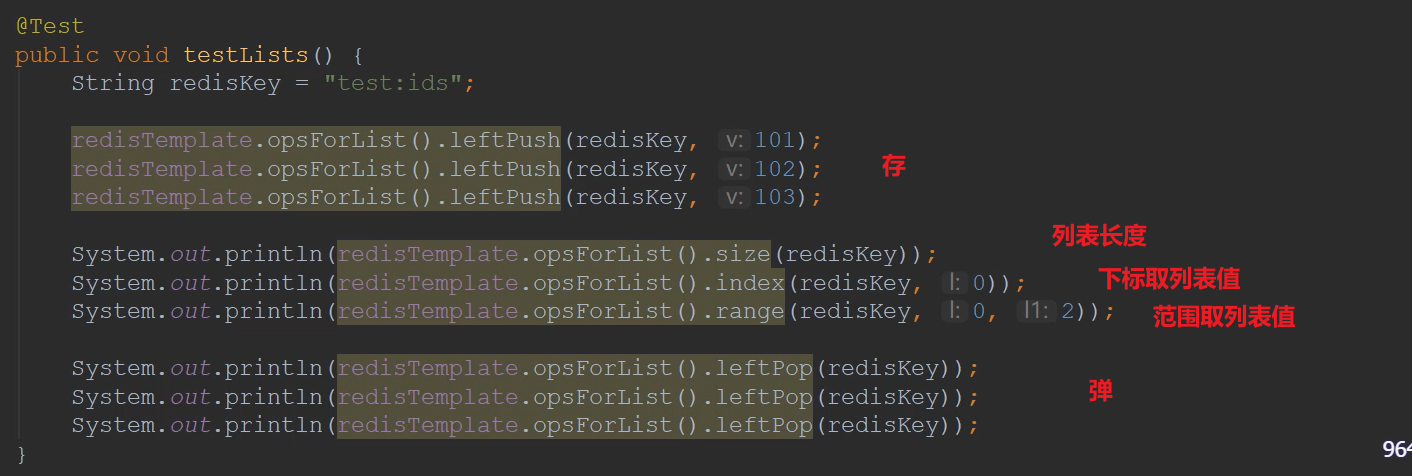 @Test
public void testLists() {
String redisKey = "test:ids";
redisTemplate.opsForList().leftPush(redisKey, v: 101);
redisTemplate.opsForList().leftPush(redisKey, v: 102); 存
redisTemplate.opsForList().leftPush(redisKey, v: 103);
列表长度
System.out.println(redisTemplate.opsForList().size(redisKey));
System.out.println(redisTemplate.opsForList().index(redisKey, l: 0)); 下标取列表值
System.out.println(redisTemplate.opsForList().range(redisKey, l: 0, l1: 2)); 范围取列表值
System.out.println(redisTemplate.opsForList().leftPop(redisKey));
System.out.println(redisTemplate.opsForList().leftPop(redisKey)); 弹
System.out.println(redisTemplate.opsForList().leftPop(redisKey));
}
964